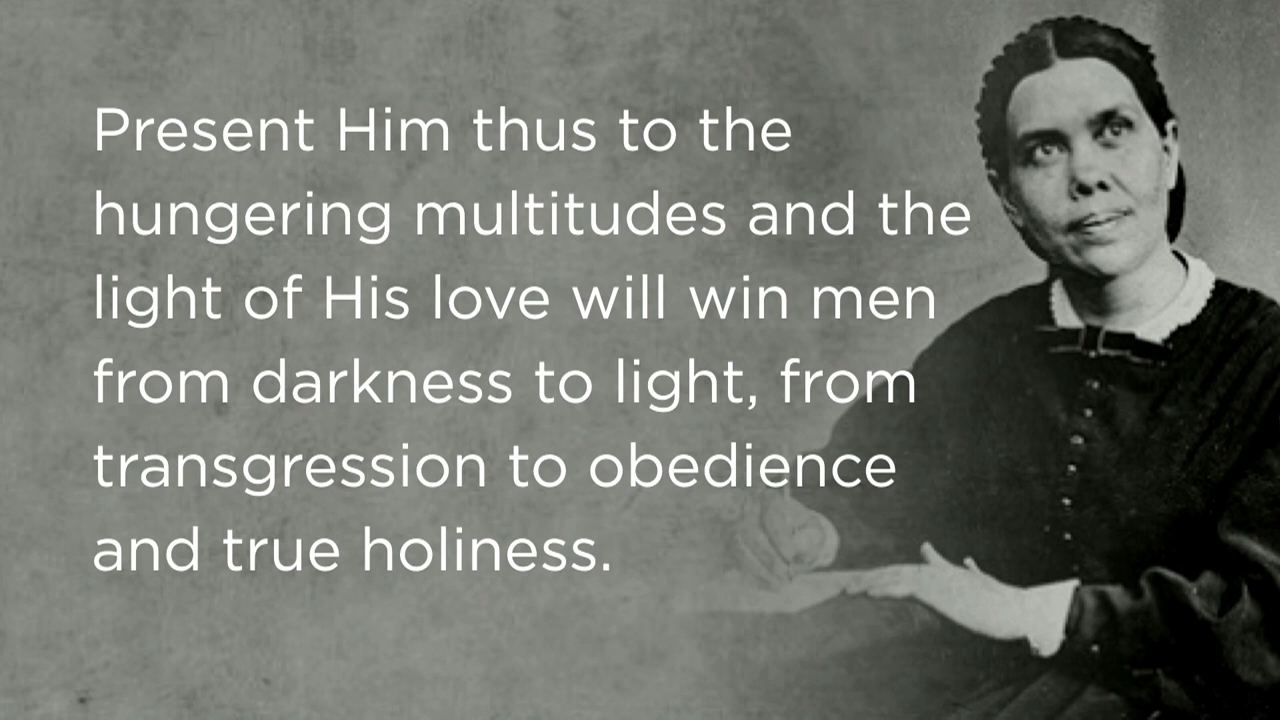 Present Him thus to the
hungering multitudes and the
light of His love will win men
from darkness to light, from
transgression to obedience
and true holiness.